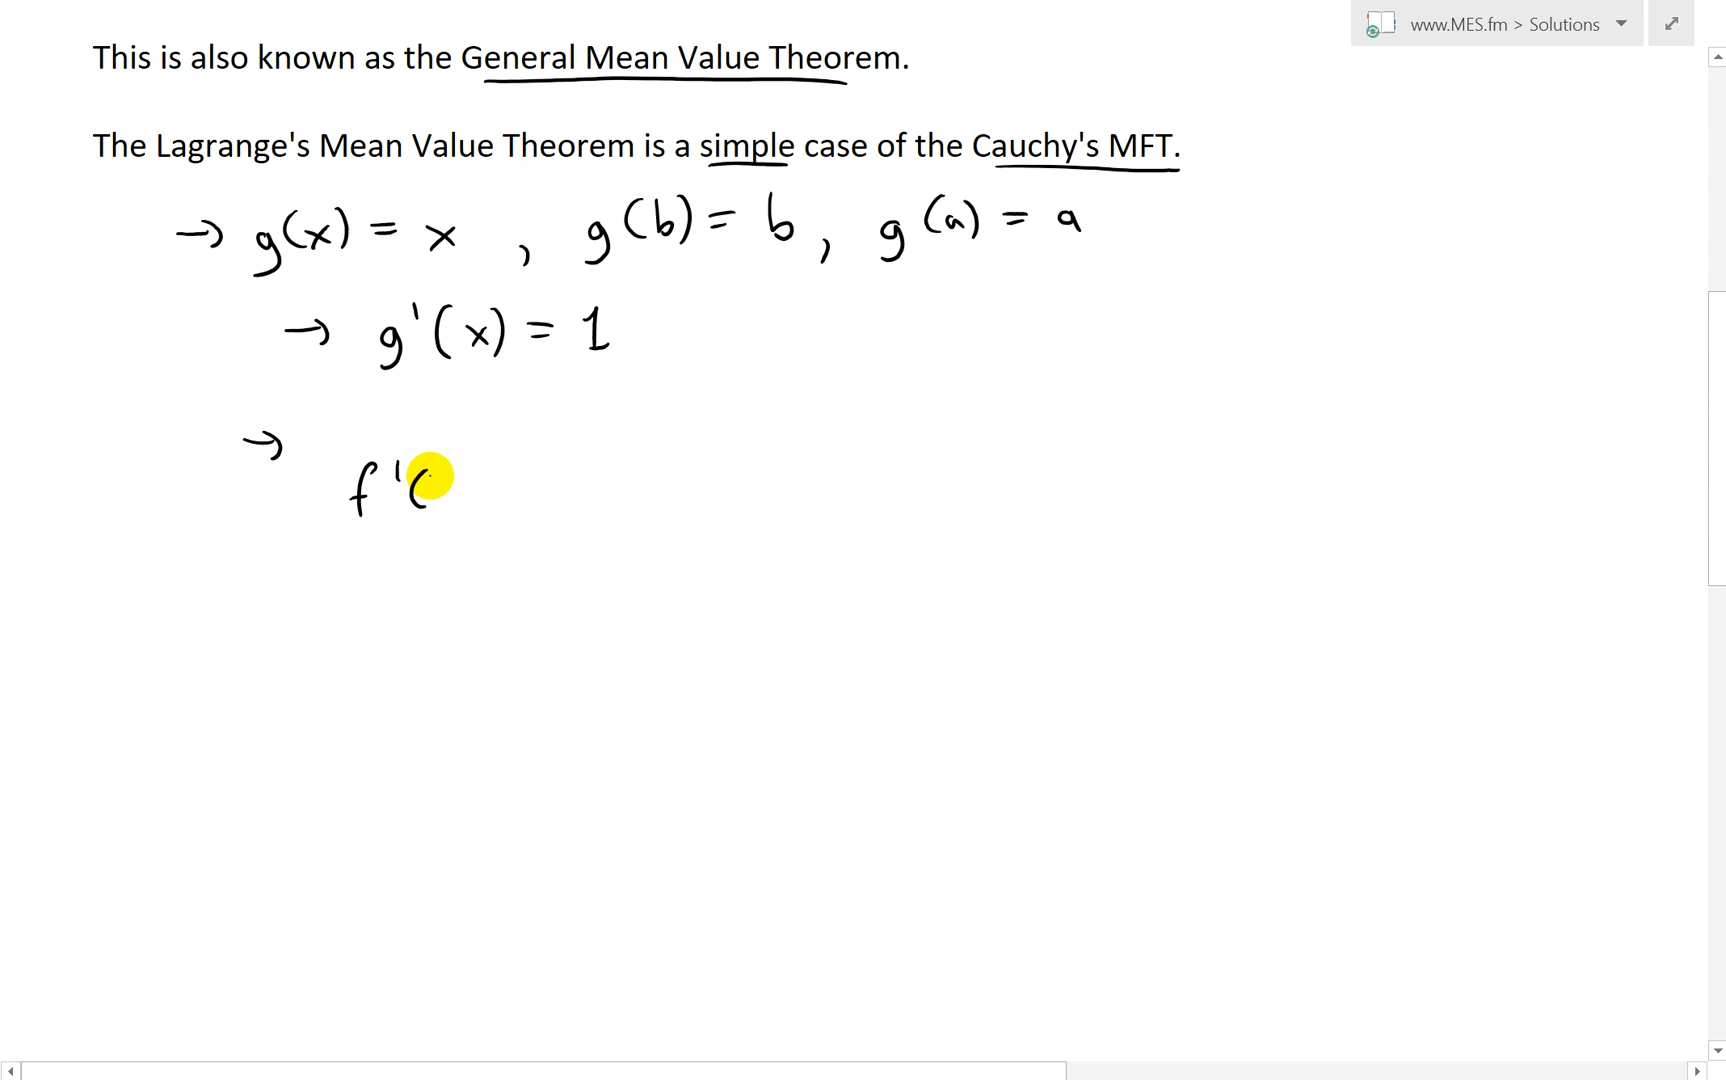 www.MES.fm > Solutions
This is also known as the General Mean Value Theorem.
The Lagrange's Mean Value Theorem is a simple case of the Cauchy's MFT.
→ g(x) = x , g(b) = b , g(a) = a
→ g'(x) = 1
→
f'(